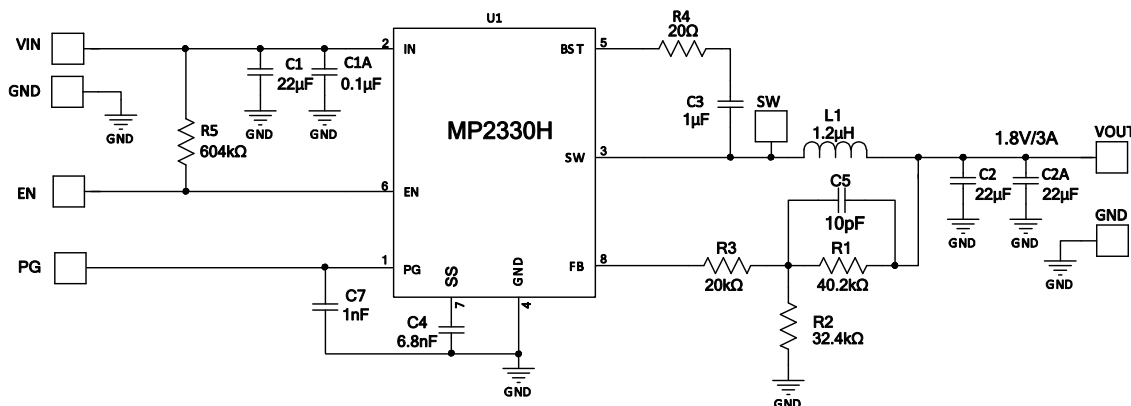 U1
MP2330H
VIN
GND
GND
EN
PG
2
IN
6
EN
1
PG
SS
7
GND
4
BST
5
SW
3
FB
8
C1
22µF
GND
C1A
0.1µF
GND
R5
604kΩ
C7
1nF
C4
6.8nF
GND
R4
20Ω
C3
1µF
SW
L1
1.2µH
1.8V/3A
VOUT
C5
10pF
R3
20kΩ
R1
40.2kΩ
R2
32.4kΩ
GND
C2
22µF
GND
C2A
22µF
GND
GND
GND